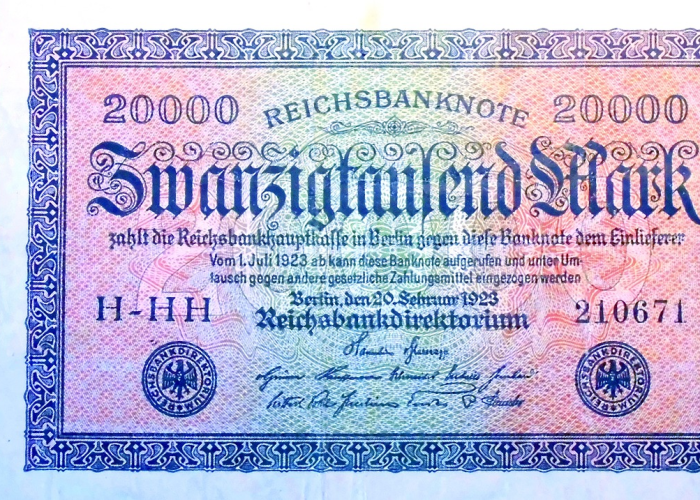 20000 REICHSBANKNOTE 20000
Zwanzigtausend Mark
zahlt die Reichsbankhauptkasse in Berlin gegen diese Banknote dem Einlieferer
Vom 1. Juli 1923 ab kann diese Banknote aufgerufen und unter Um-
tausch gegen andere gesetzliche Zahlungsmittel eingezogen werden
Berlin, den 20. Februar 1923
H-HH Reichsbankdirektorium 210671
REICHSBANKDIREKTORIUM REICHSBANKDIREKTORIUM